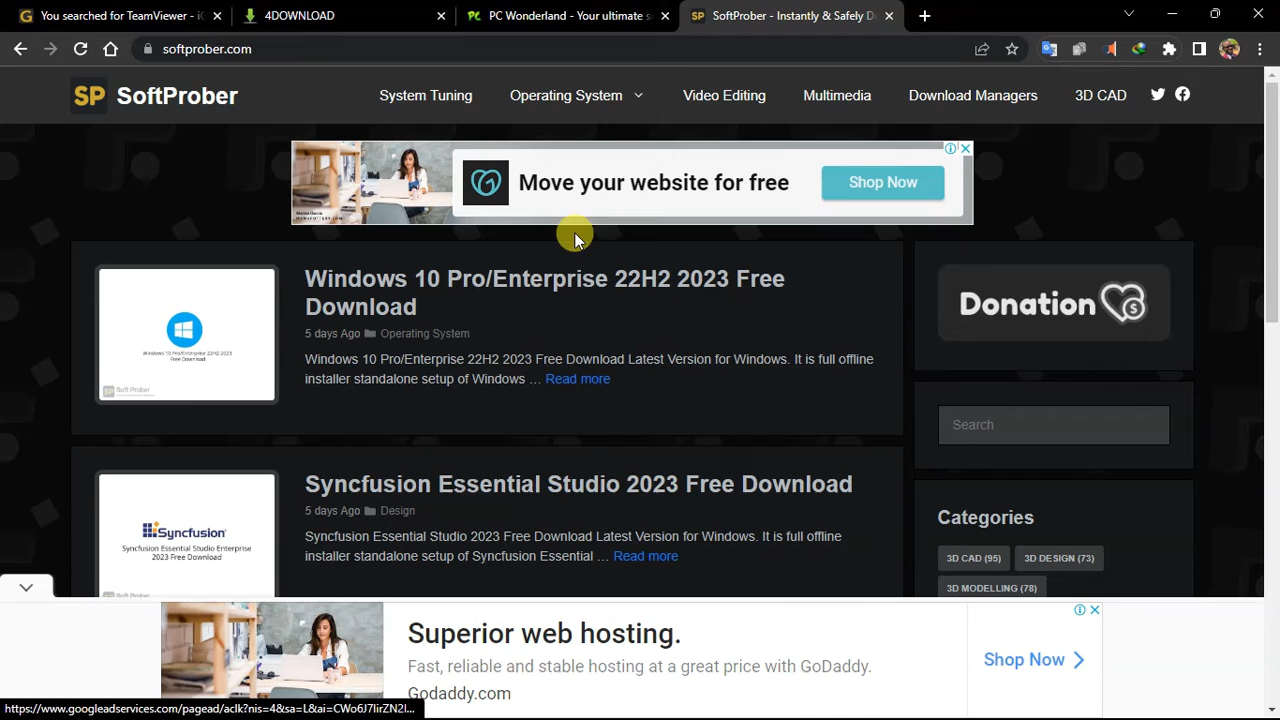 You searched for TeamViewer - iG
4DOWNLOAD
PC Wonderland - Your ultimate s
SoftProber - Instantly & Safely D
softprober.com
SP SoftProber
System Tuning
Operating System
Video Editing
Multimedia
Download Managers
3D CAD
Move your website for free
Shop Now
Windows 10 Pro/Enterprise 22H2 2023 Free
Download
5 days Ago Operating System
Windows 10 Pro/Enterprise 22H2 2023 Free Download Latest Version for Windows. It is full offline
installer standalone setup of Windows … Read more
Windows 10 Pro/Enterprise 22H2 2023
Free Download
SP Soft Prober
Donation
Search
Syncfusion Essential Studio 2023 Free Download
5 days Ago Design
Syncfusion Essential Studio 2023 Free Download Latest Version for Windows. It is full offline
installer standalone setup of Syncfusion Essential … Read more
Syncfusion
Syncfusion Essential Studio Enterprise
2023 Free Download
Categories
3D CAD (95)
3D DESIGN (73)
3D MODELLING (78)
Superior web hosting.
Fast, reliable and stable hosting at a great price with GoDaddy.
Godaddy.com
Shop Now
https://www.googleadservices.com/pagead/aclk?nis=4&sa=L&ai=CWo6J7IirZN2l...